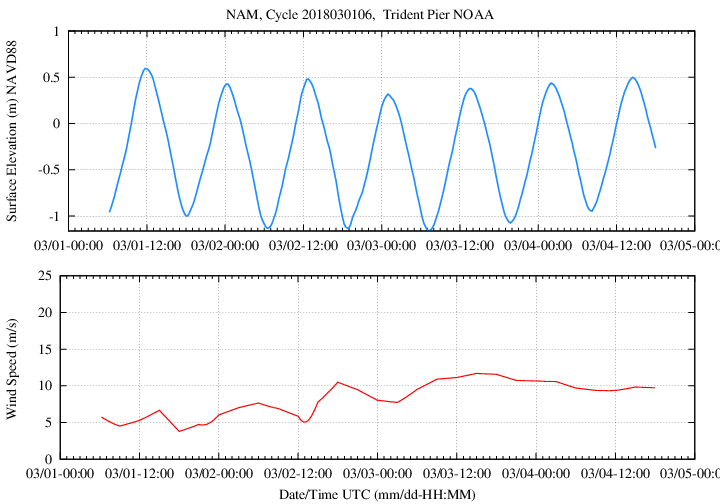 NAM, Cycle 2018030106,  Trident Pier NOAA
Surface Elevation (m) NAVD88
1
0.5
0
-0.5
-1
03/01-00:00 03/01-12:00 03/02-00:00 03/02-12:00 03/03-00:00 03/03-12:00 03/04-00:00 03/04-12:00 03/05-00:0
Wind Speed (m/s)
25
20
15
10
5
0
03/01-00:00 03/01-12:00 03/02-00:00 03/02-12:00 03/03-00:00 03/03-12:00 03/04-00:00 03/04-12:00 03/05-00:0
Date/Time UTC (mm/dd-HH:MM)